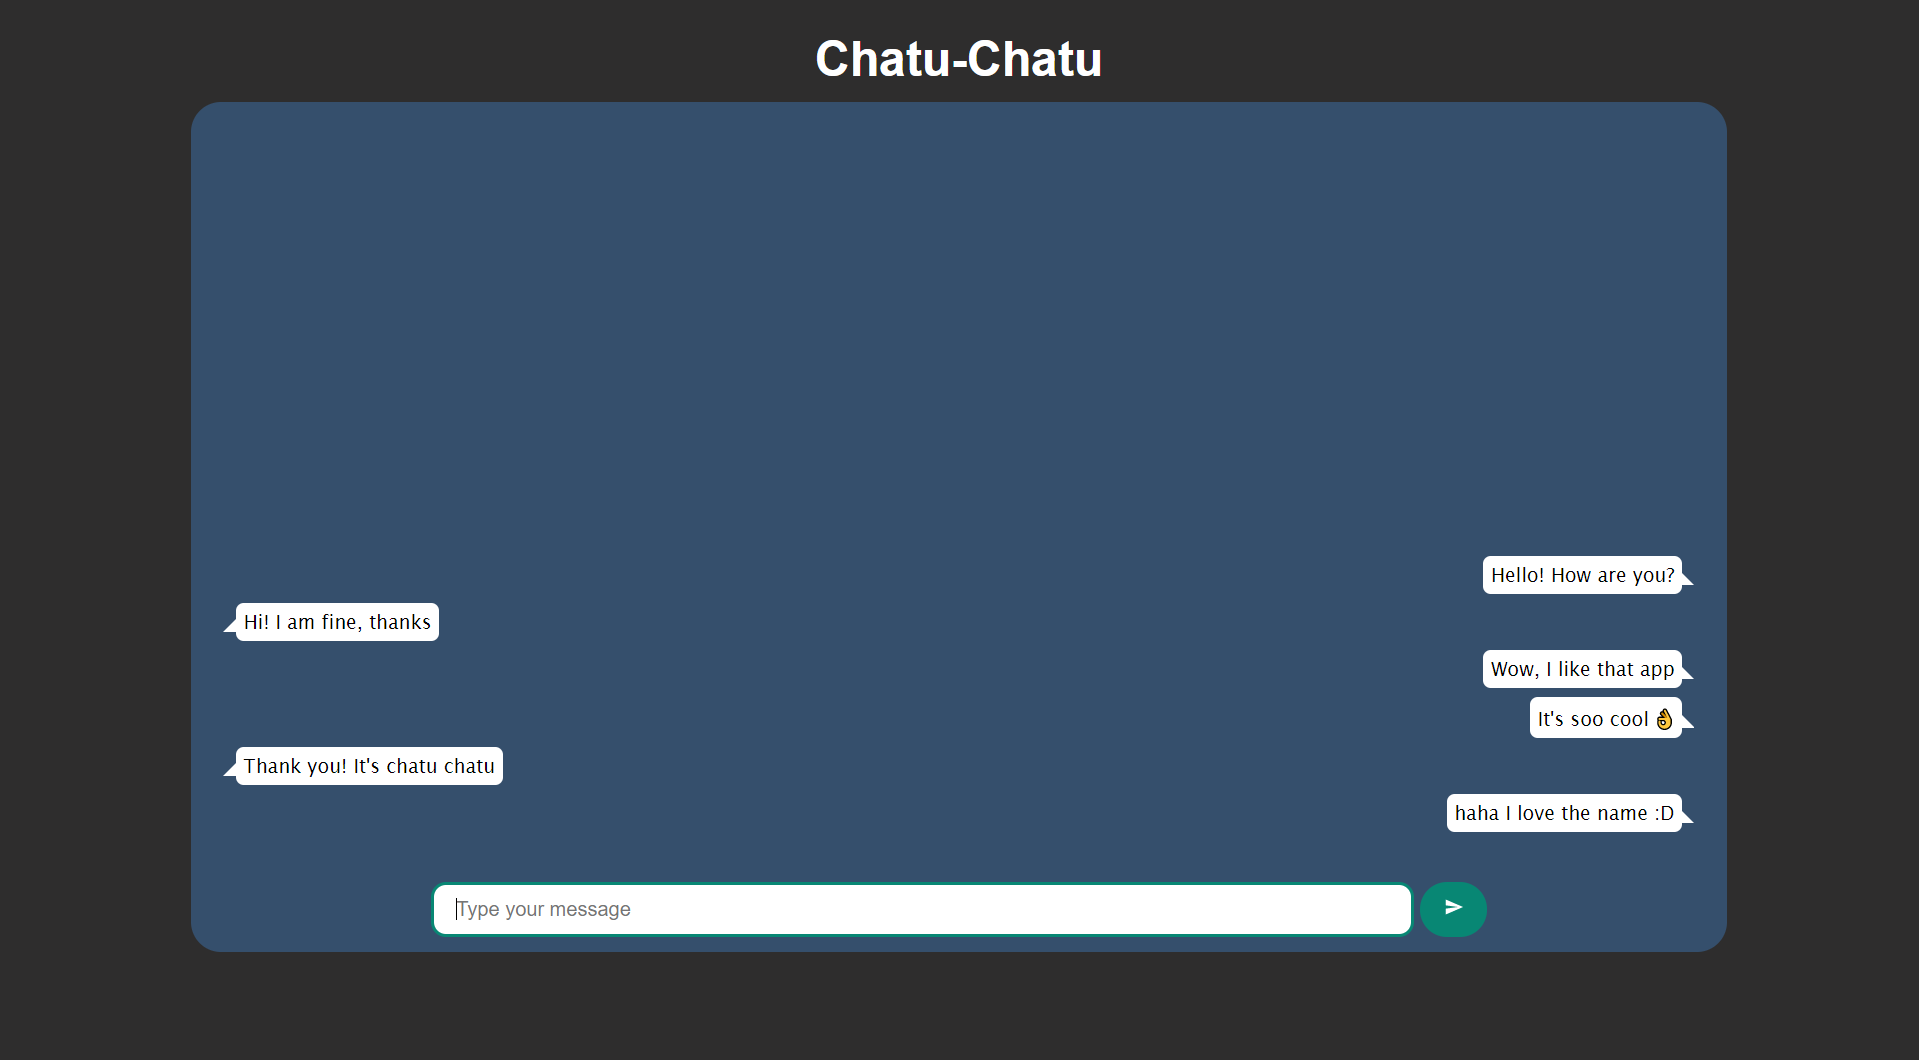 Chatu-Chatu
Hello! How are you?
Hi! I am fine, thanks
Wow, I like that app
It's soo cool 👌
Thank you! It's chatu chatu
haha I love the name :D
Type your message